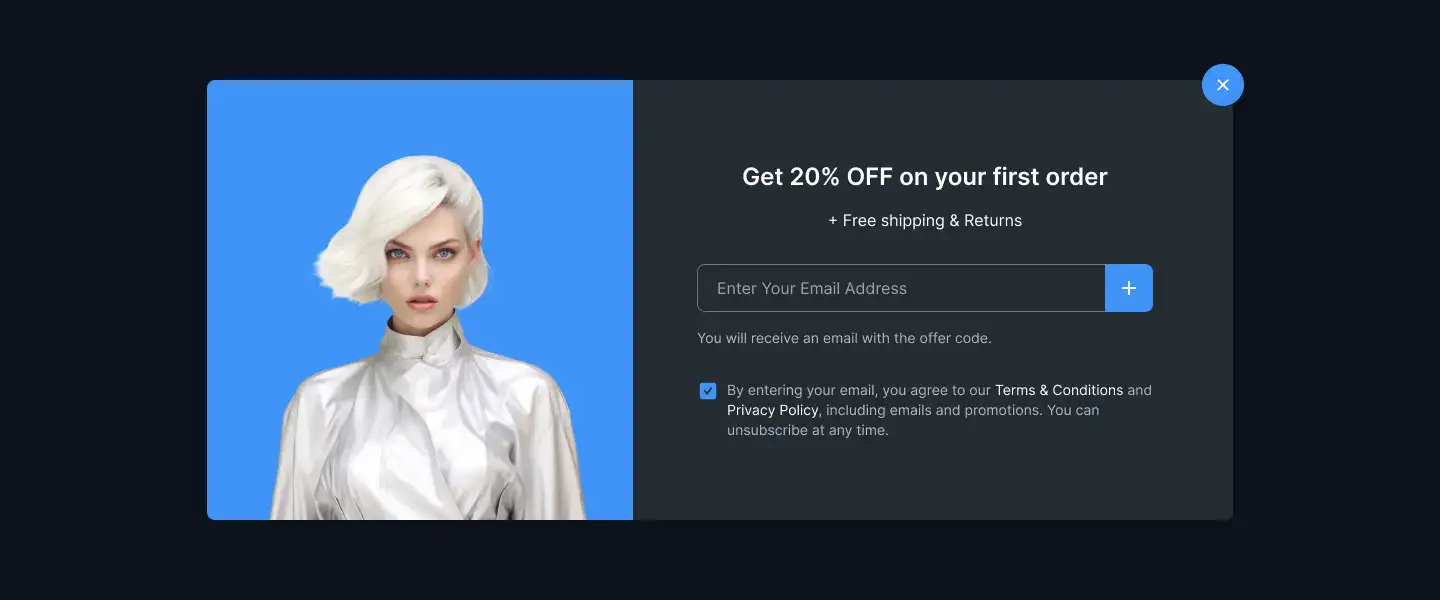 Get 20% OFF on your first order
+ Free shipping & Returns
Enter Your Email Address
You will receive an email with the offer code.
By entering your email, you agree to our Terms & Conditions and
Privacy Policy, including emails and promotions. You can
unsubscribe at any time.